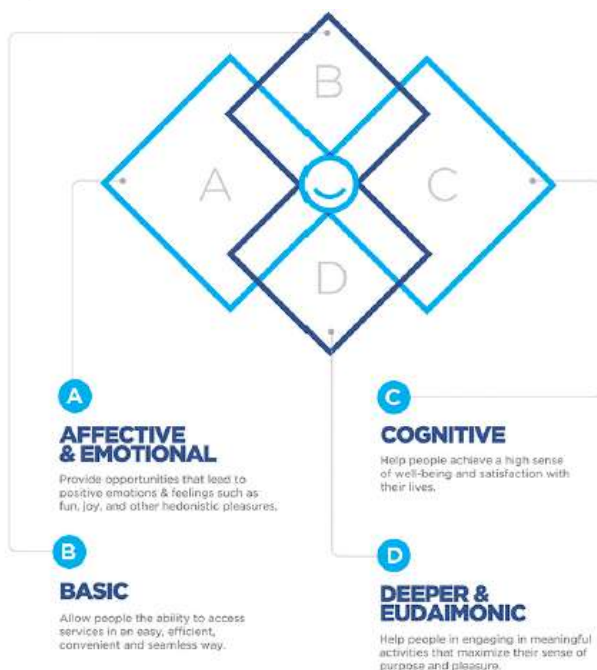 B
A
C
D
A
AFFECTIVE
& EMOTIONAL
Provide opportunities that lead to
positive emotions & feelings such as
fun, joy, and other hedonistic pleasures.
B
BASIC
Allow people the ability to access
services in an easy, efficient,
convenient and seamless way.
C
COGNITIVE
Help people achieve a high sense
of well-being and satisfaction with
their lives.
D
DEEPER &
EUDAIMONIC
Help people in engaging in meaningful
activities that maximize their sense of
purpose and pleasure.